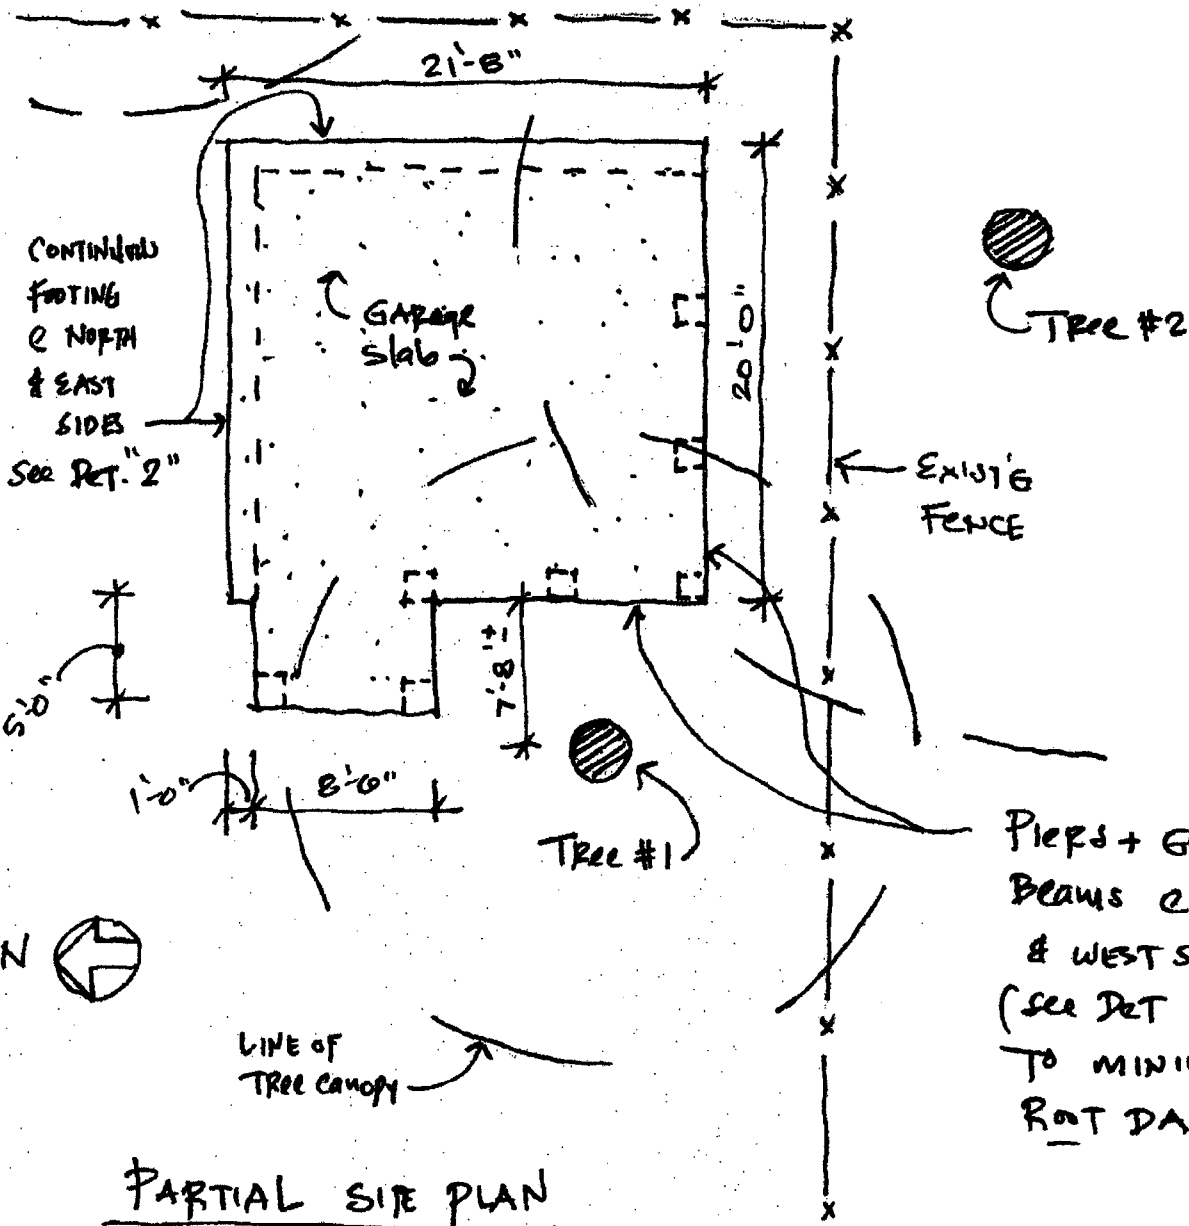 21'-8"
CONTINUOUS
FOOTING
@ NORTH
& EAST
SIDES
See Det. "2"
GARAGE
Slab
20'-0"
Tree #2
EXIST'G
FENCE
5'-0"
7'-8"±
1'-0"
8'-6"
Tree #1
Piers + G
Beams @
& WEST S
(see DET
TO MINI
ROOT DA
N
LINE OF
TRee canopy
PARTIAL SITE PLAN